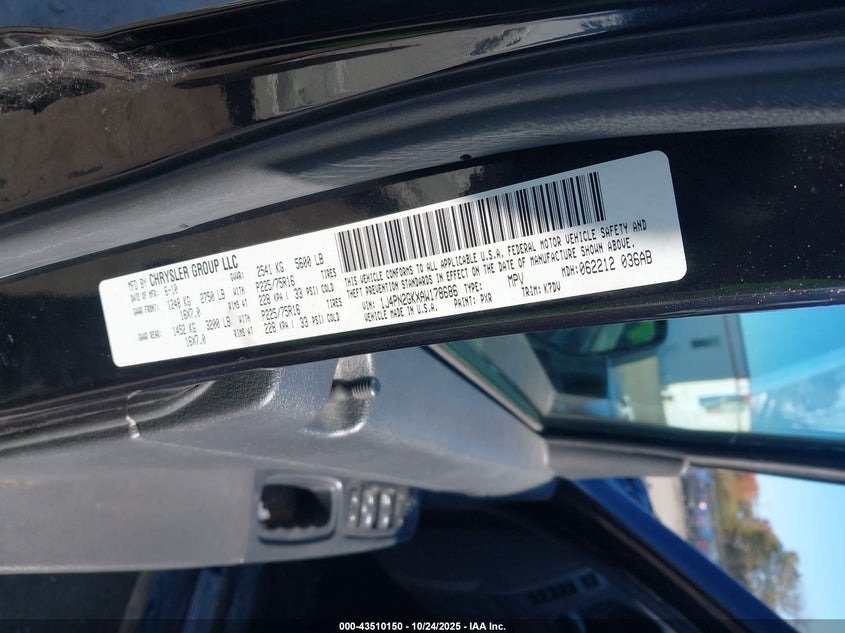 MFD BY CHRYSLER GROUP LLC
DATE OF MFR 6-10 GVWR 2541 KG 5600 LB
GAWR FRONT: 1248 KG 2750 LB P225/75R16 TIRES
16X7.0 RIMS AT 228 KPA ( 33 PSI) COLD
GAWR REAR: 1452 KG 3200 LB P225/75R16 TIRES
16X7.0 RIMS AT 228 KPA ( 33 PSI) COLD
THIS VEHICLE CONFORMS TO ALL APPLICABLE U.S.A. FEDERAL MOTOR VEHICLE SAFETY AND
THEFT PREVENTION STANDARDS IN EFFECT ON THE DATE OF MANUFACTURE SHOWN ABOVE.
VIN: 1J4PN2GKXAW178686 TYPE: MPV MDH: 062212 036AB
VEHICLE MADE IN U.S.A. PAINT: PXR TRIM: K7DV
000-43510150 • 10/24/2025 • IAA Inc.